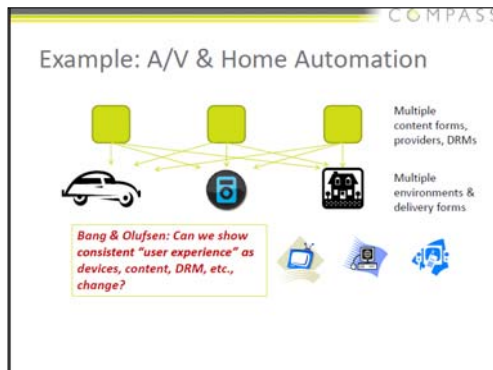 COMPASS
Example: A/V & Home Automation
Multiple
content forms,
providers, DRMs
Multiple
environments &
delivery forms
Bang & Olufsen: Can we show
consistent “user experience” as
devices, content, DRM, etc.,
change?